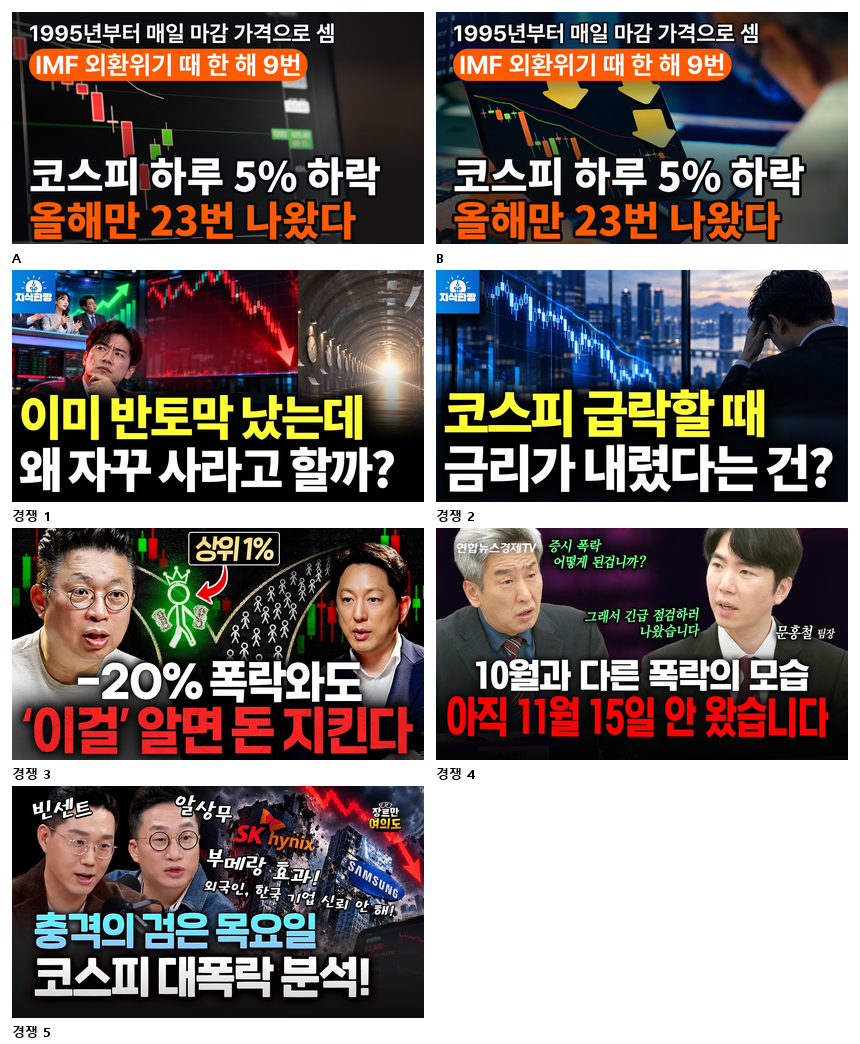 1995년부터 매일 마감 가격으로 셈
IMF 외환위기 때 한 해 9번
코스피 하루 5% 하락
올해만 23번 나왔다
A
1995년부터 매일 마감 가격으로 셈
IMF 외환위기 때 한 해 9번
코스피 하루 5% 하락
올해만 23번 나왔다
B
지식한방
이미 반토막 났는데
왜 자꾸 사라고 할까?
경쟁 1
지식한방
코스피 급락할 때
금리가 내렸다는 건?
경쟁 2
상위 1%
-20% 폭락와도
'이걸' 알면 돈 지킨다
경쟁 3
연합뉴스경제TV
증시 폭락
어떻게 된겁니까?
그래서 긴급 점검하러
나왔습니다
문홍철 팀장
10월과 다른 폭락의 모습
아직 11월 15일 안 왔습니다
경쟁 4
빈센트
알상무
장르만
여의도
SK hynix
SAMSUNG
부메랑 효과!
외국인, 한국 기업 신뢰 안 해!
충격의 검은 목요일
코스피 대폭락 분석!
경쟁 5